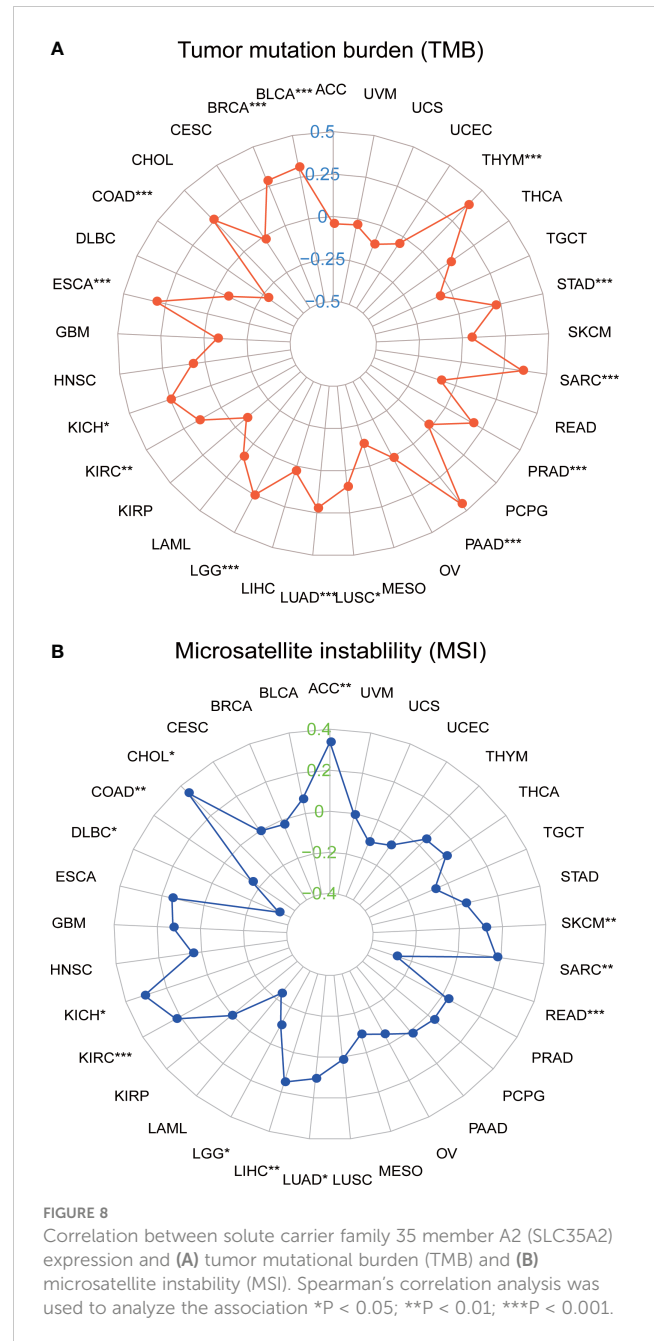 A
Tumor mutation burden (TMB)
ACC
UVM
UCS
UCEC
THYM***
THCA
TGCT
STAD***
SKCM
SARC***
READ
PRAD***
PCPG
PAAD***
OV
MESO
LUSC*
LUAD***
LIHC
LGG***
LAML
KIRP
KIRC**
KICH*
HNSC
GBM
ESCA***
DLBC
COAD***
CHOL
CESC
BRCA***
BLCA***
0.5
0.25
0
−0.25
−0.5
B
Microsatellite instablility (MSI)
ACC**
UVM
UCS
UCEC
THYM
THCA
TGCT
STAD
SKCM**
SARC**
READ***
PRAD
PCPG
PAAD
OV
MESO
LUSC
LUAD*
LIHC**
LGG*
LAML
KIRP
KIRC***
KICH*
HNSC
GBM
ESCA
DLBC*
COAD**
CHOL*
CESC
BRCA
BLCA
0.4
0.2
0
−0.2
−0.4
FIGURE 8
Correlation between solute carrier family 35 member A2 (SLC35A2)
expression and (A) tumor mutational burden (TMB) and (B)
microsatellite instability (MSI). Spearman's correlation analysis was
used to analyze the association *P < 0.05; **P < 0.01; ***P < 0.001.